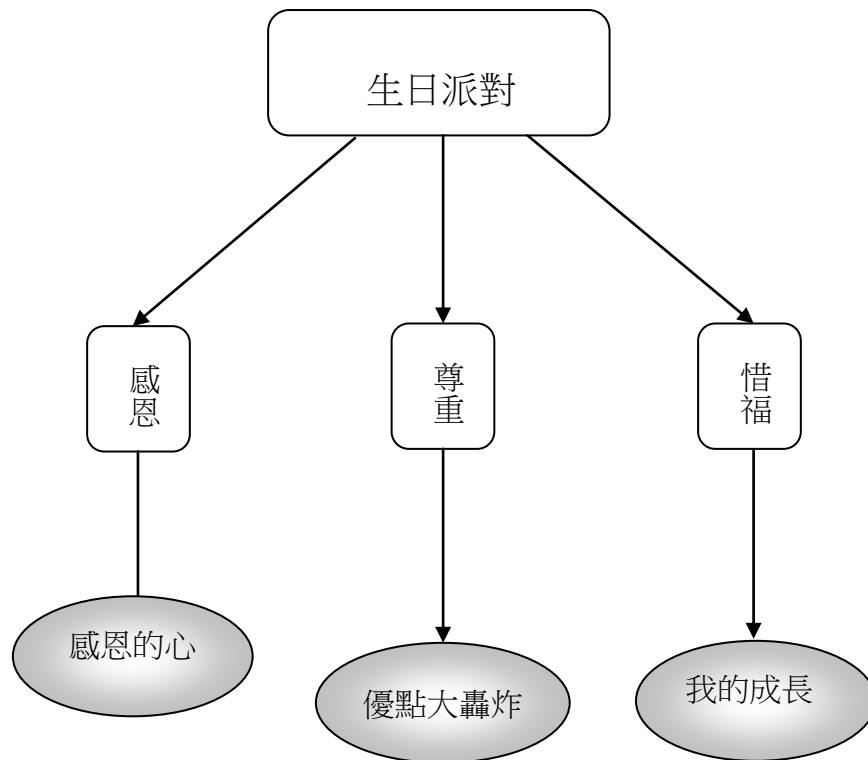 生日派對
感恩
尊重
惜福
感恩的心
優點大轟炸
我的成長